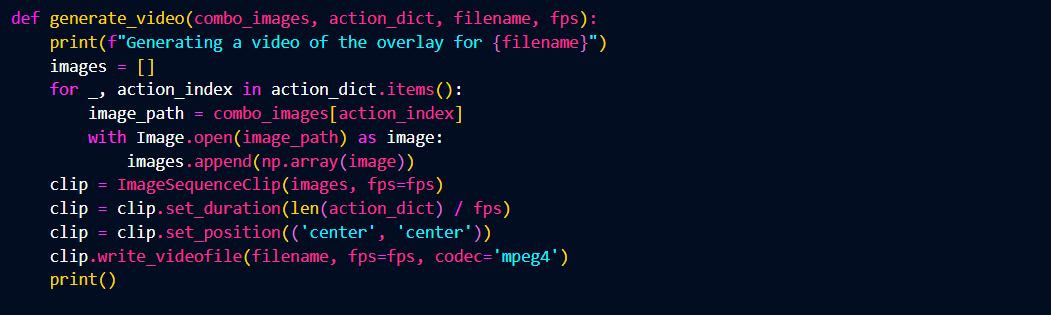 def generate_video(combo_images, action_dict, filename, fps):
    print(f"Generating a video of the overlay for {filename}")
    images = []
    for _, action_index in action_dict.items():
        image_path = combo_images[action_index]
        with Image.open(image_path) as image:
            images.append(np.array(image))
    clip = ImageSequenceClip(images, fps=fps)
    clip = clip.set_duration(len(action_dict) / fps)
    clip = clip.set_position(('center', 'center'))
    clip.write_videofile(filename, fps=fps, codec='mpeg4')
    print()